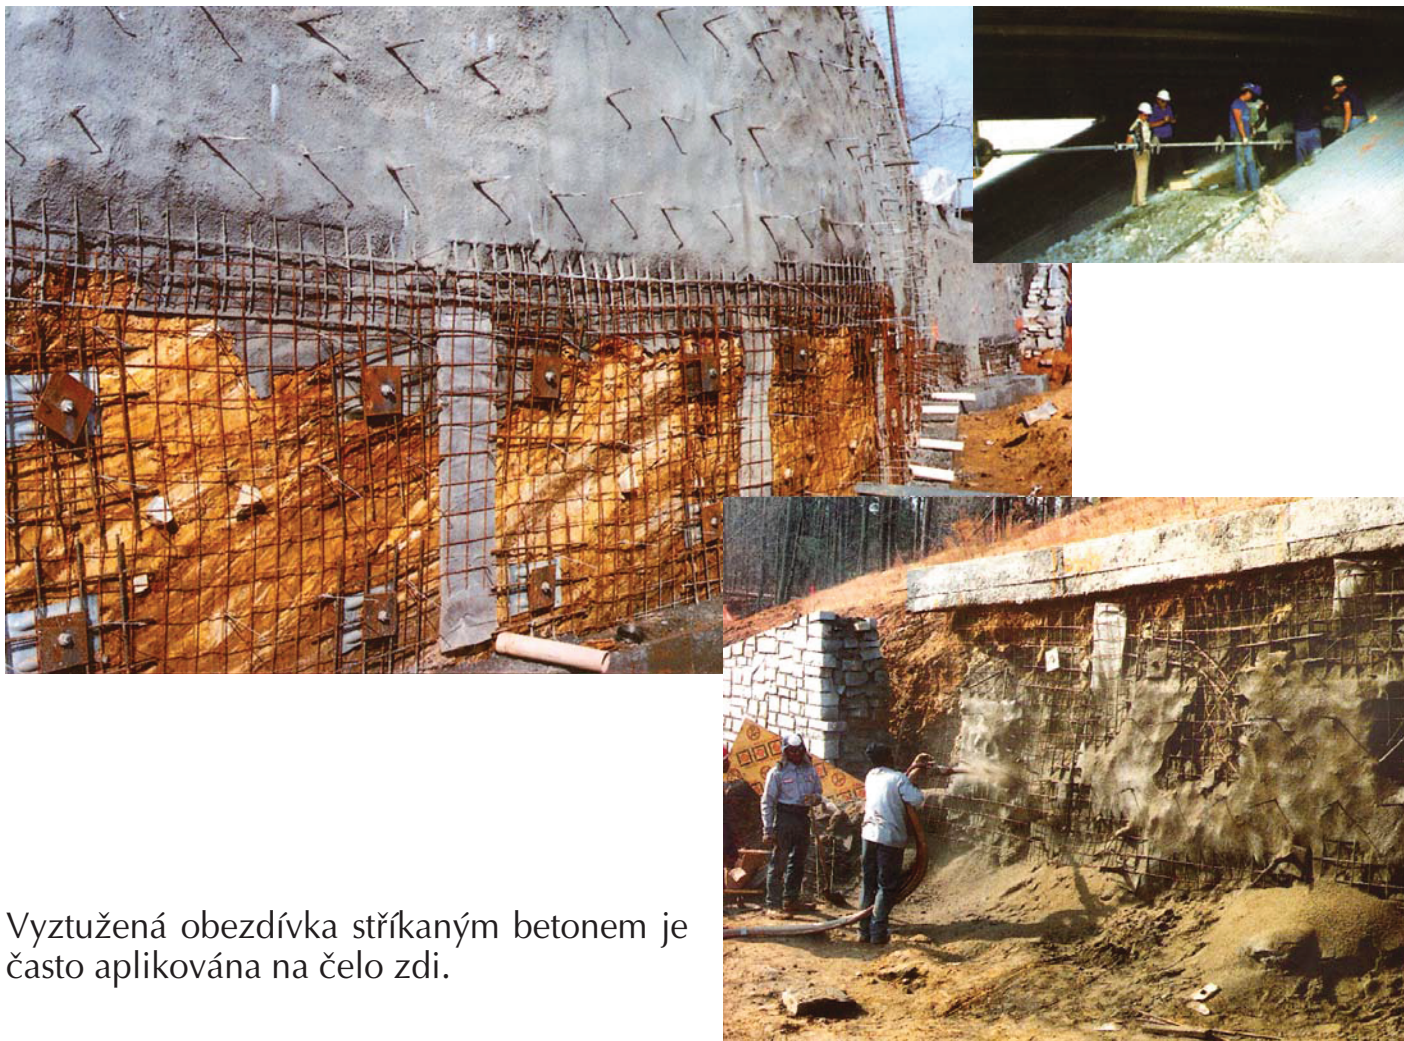 Vyztužená obezdívka stříkaným betonem je
často aplikována na čelo zdi.